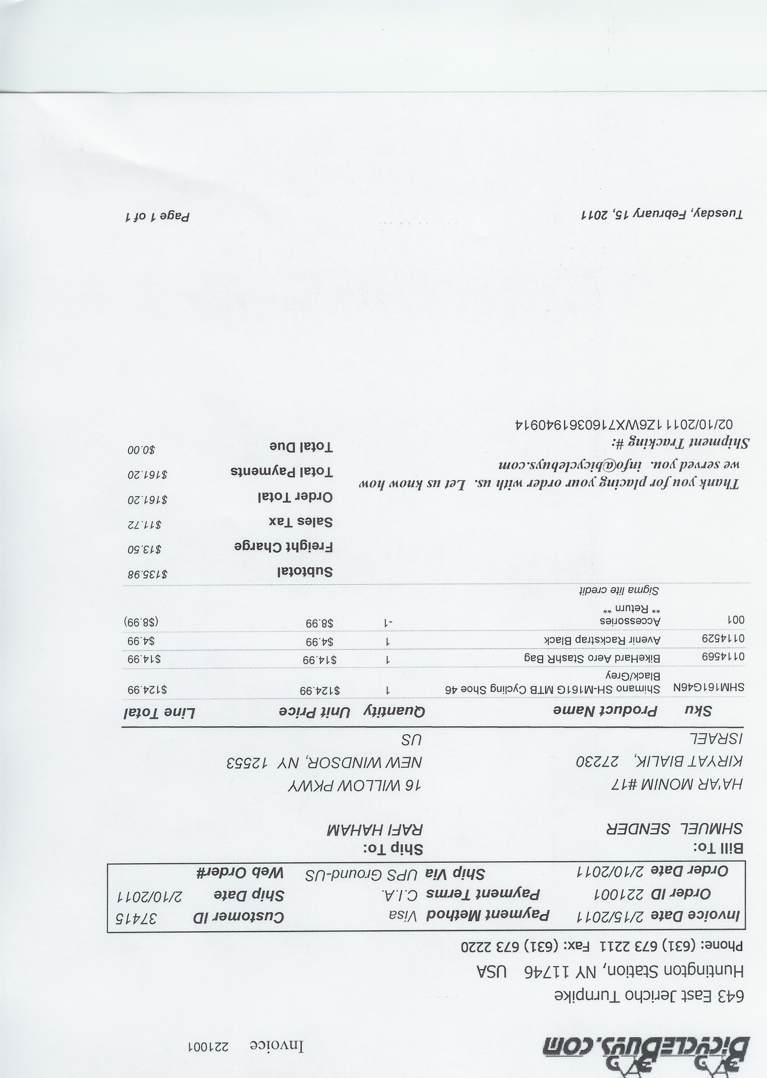 BICYCLEBUYS.COM
Invoice 221001
643 East Jericho Turnpike
Huntington Station, NY 11746 USA
Phone: (631) 673 2211 Fax: (631) 673 2220
Invoice Date 2/15/2011 Payment Method Visa Customer ID 37415
Order ID 221001 Payment Terms C.I.A. Ship Date 2/10/2011
Order Date 2/10/2011 Ship Via UPS Ground-US Web Order#
Bill To: Ship To:
SHMUEL SENDER RAFI HAHAM
HA'AR MONIM #17 16 WILLOW PKWY
KIRYAT BIALIK, 27230 NEW WINDSOR, NY 12553
ISRAEL US
Sku Product Name Quantity Unit Price Line Total
SHM161G46N Shimano SH-M161G MTB Cycling Shoe 46 1 $124.99 $124.99
Black/Grey
0114569 BikeHard Aero StashR Bag 1 $14.99 $14.99
0114529 Avenir Rackstrap Black 1 $4.99 $4.99
001 Accessories -1 $8.99 ($8.99)
** Return **
Sigma lite credit
Subtotal $135.98
Freight Charge $13.50
Sales Tax $11.72
Order Total $161.20
Total Payments $161.20
Total Due $0.00
Thank you for placing your order with us. Let us know how
we served you. info@bicyclebuys.com
Shipment Tracking #:
02/10/2011 1Z6WX7160361940914
Tuesday, February 15, 2011 Page 1 of 1